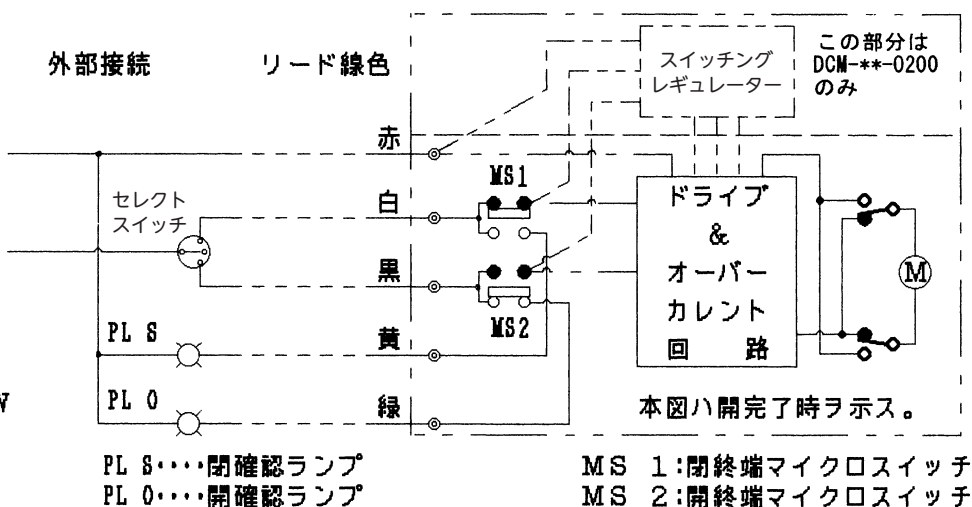 外部接続
リード線色
スイッチング
レギュレーター
この部分は
DCM-**-0200
のみ
赤
セレクト
スイッチ
白
MS1
ドライブ
&
オーバー
カレント
回 路
黒
MS2
M
PL S
黄
PL O
緑
本図ハ開完了時ヲ示ス。
W
PL S････閉確認ランプ
PL O････開確認ランプ
MS 1:閉終端マイクロスイッチ
MS 2:開終端マイクロスイッチ